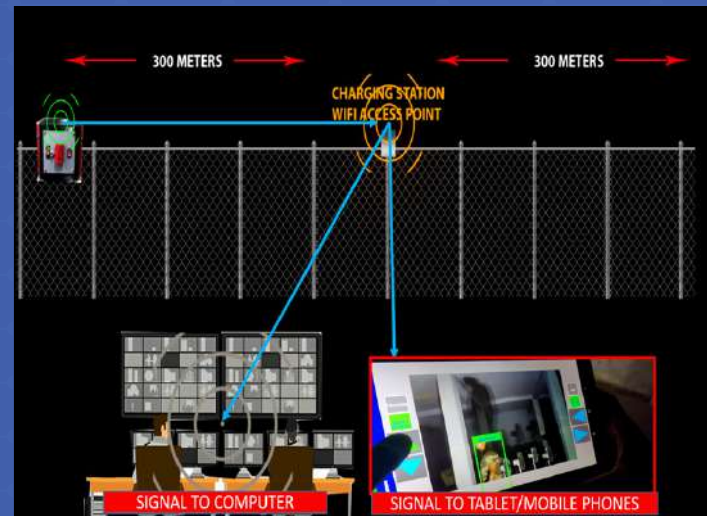 300 METERS
300 METERS
CHARGING STATION
WIFI ACCESS POINT
SIGNAL TO COMPUTER
SIGNAL TO TABLET/MOBILE PHONES